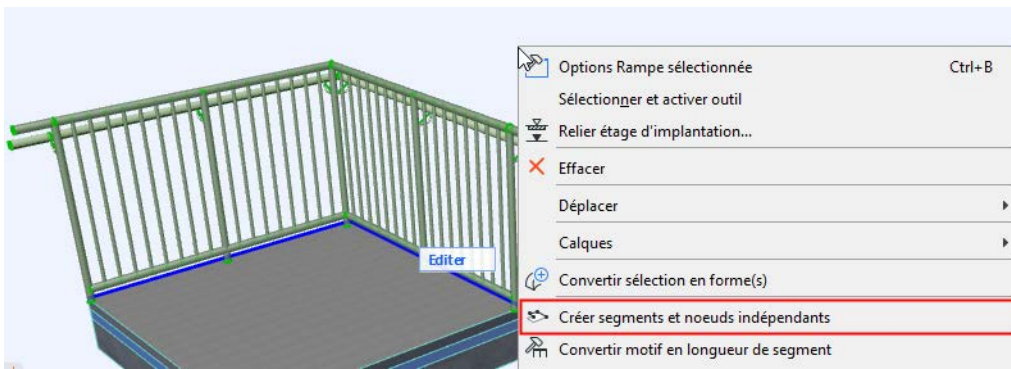 Options Rampe sélectionnée Ctrl+B
Sélectionner et activer outil
Relier étage d'implantation...
Effacer
Déplacer
Calques
Editer
Convertir sélection en forme(s)
Créer segments et noeuds indépendants
Convertir motif en longueur de segment